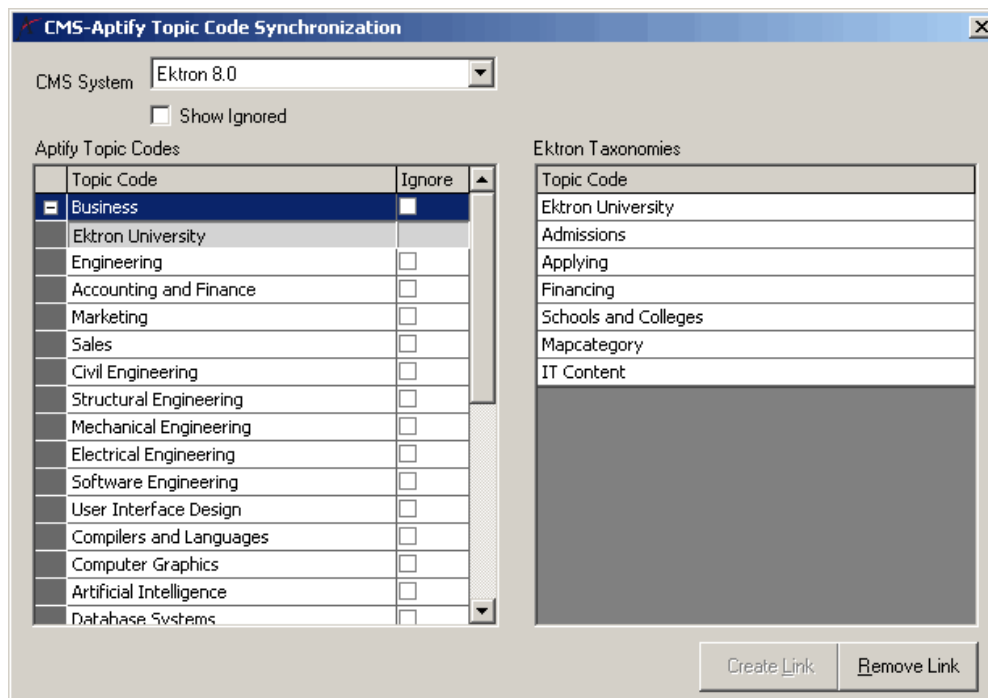 CMS-Aptify Topic Code Synchronization
CMS System Ektron 8.0
Show Ignored
Aptify Topic Codes
Topic Code Ignore
Business
Ektron University
Engineering
Accounting and Finance
Marketing
Sales
Civil Engineering
Structural Engineering
Mechanical Engineering
Electrical Engineering
Software Engineering
User Interface Design
Compilers and Languages
Computer Graphics
Artificial Intelligence
Database Systems
Ektron Taxonomies
Topic Code
Ektron University
Admissions
Applying
Financing
Schools and Colleges
Mapcategory
IT Content
Create Link Remove Link